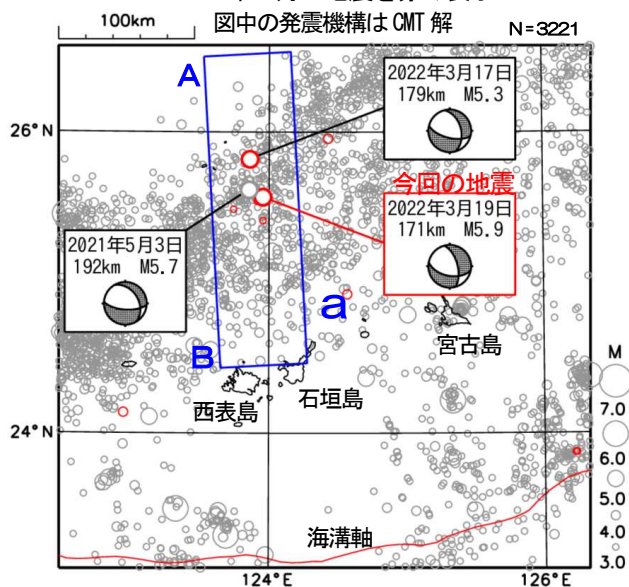 図中の発震機構は CMT 解
N=3221
100km
A
26°N
2022年3月17日
179km M5.3
今回の地震
2022年3月19日
171km M5.9
2021年5月3日
192km M5.7
a
宮古島
B
西表島
石垣島
M
7.0
6.0
5.0
4.0
3.0
24°N
海溝軸
124°E
126°E